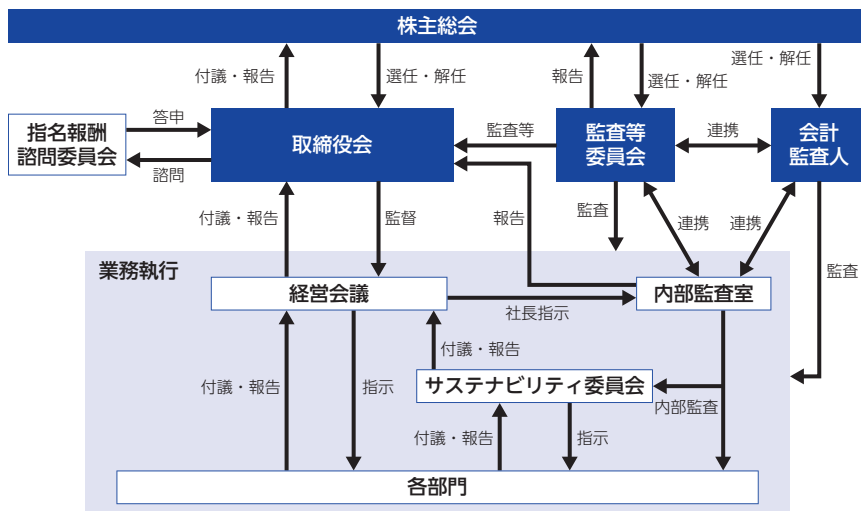 株主総会
付議・報告
選任・解任
報告
選任・解任
選任・解任
指名報酬
諮問委員会
答申
諮問
取締役会
監査等
監査等
委員会
連携
会計
監査人
付議・報告
監督
報告
監査
連携
連携
監査
業務執行
経営会議
社長指示
内部監査室
付議・報告
付議・報告
指示
サステナビリティ委員会
内部監査
付議・報告
指示
各部門